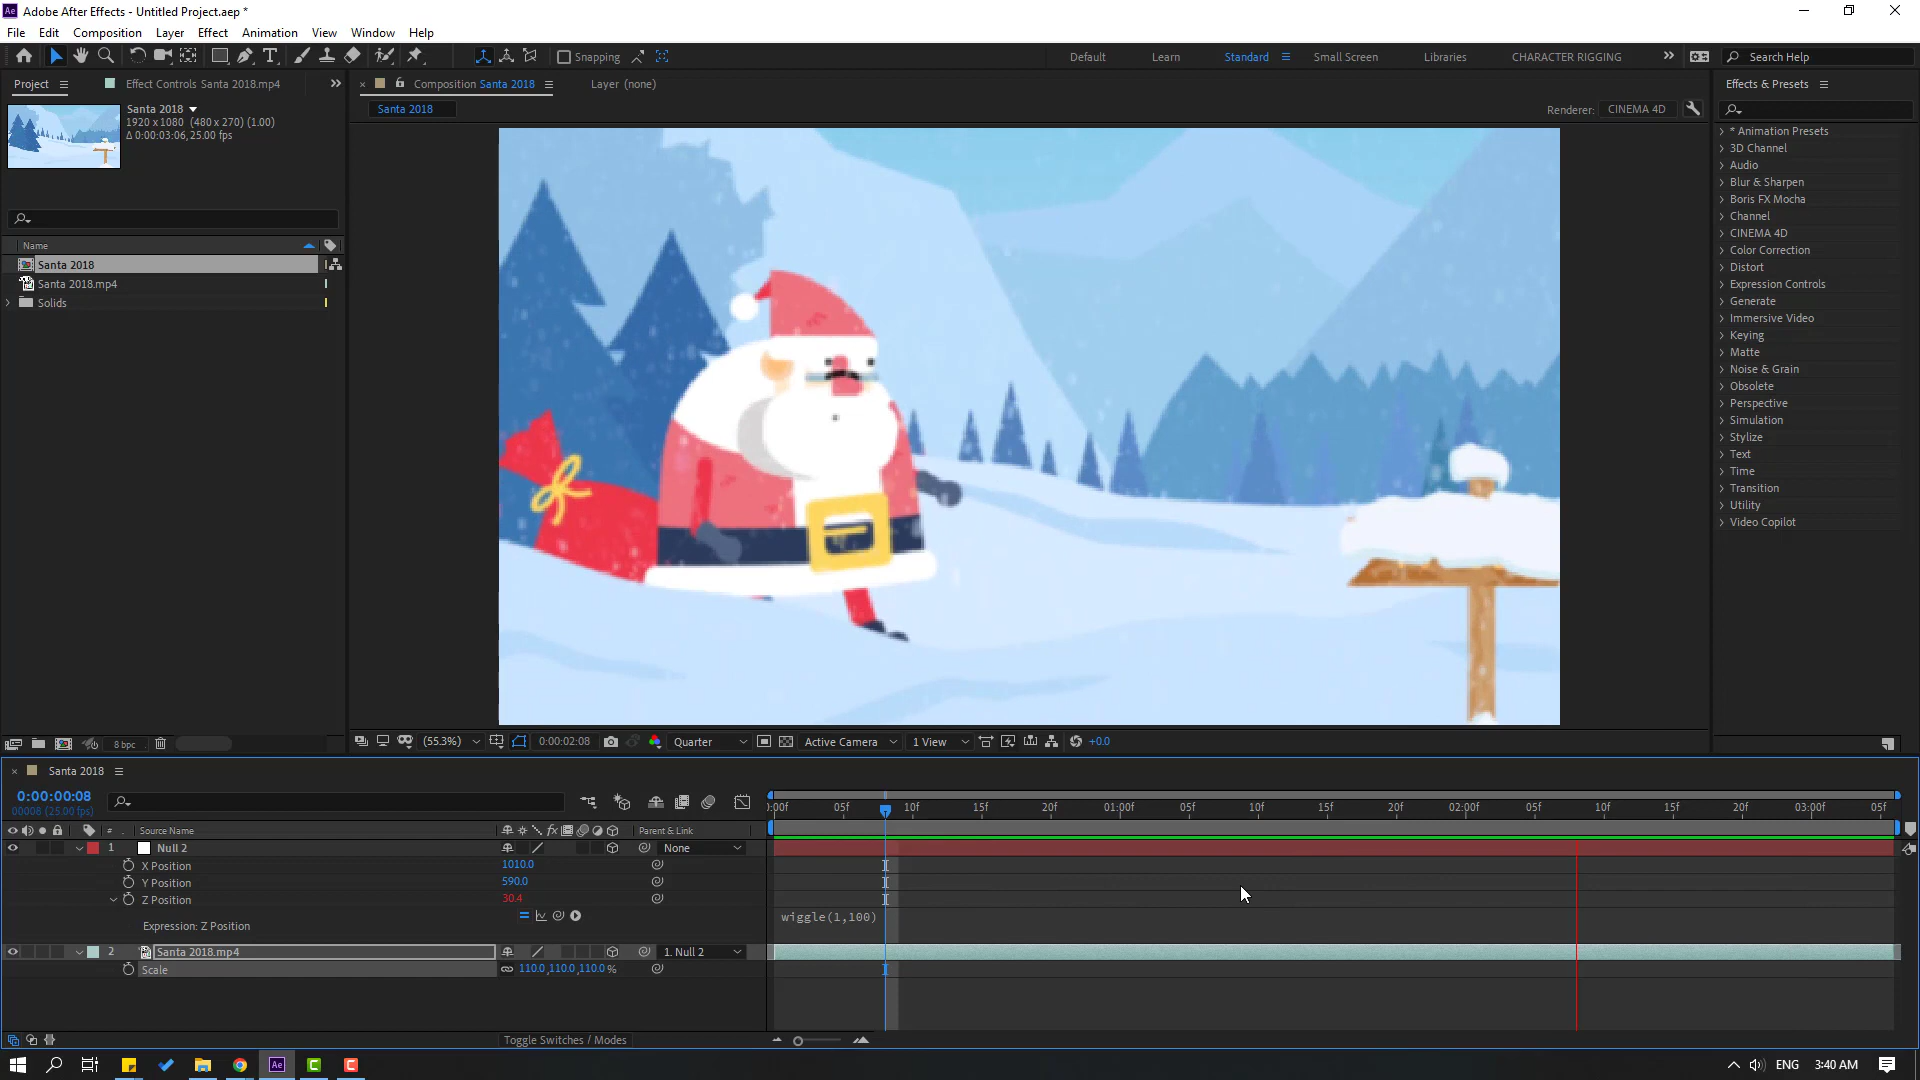 Adobe After Effects - Untitled Project.aep *
File Edit Composition Layer Effect Animation View Window Help
Snapping
Default Learn Standard Small Screen Libraries CHARACTER RIGGING Search Help
Project Effect Controls Santa 2018.mp4
Composition Santa 2018 Layer (none)
Effects & Presets
Santa 2018
1920 x 1080 (480 x 270) (1.00)
Δ 0:00:03:06, 25.00 fps
Santa 2018
Renderer: CINEMA 4D
Name
Santa 2018
Santa 2018.mp4
Solids
* Animation Presets
3D Channel
Audio
Blur & Sharpen
Boris FX Mocha
Channel
CINEMA 4D
Color Correction
Distort
Expression Controls
Generate
Immersive Video
Keying
Matte
Noise & Grain
Obsolete
Perspective
Simulation
Stylize
Text
Time
Transition
Utility
Video Copilot
8 bpc
(55.3%) 0:00:02:08 Quarter Active Camera 1 View +0.0
Santa 2018
0:00:00:08
00008 (25.00 fps)
:00f 05f 10f 15f 20f 01:00f 05f 10f 15f 20f 02:00f 05f 10f 15f 20f 03:00f 05f
# Source Name fx Parent & Link
1 Null 2 None
X Position 1010.0
Y Position 590.0
Z Position 30.4
Expression: Z Position wiggle(1,100)
2 Santa 2018.mp4 1. Null 2
Scale 110.0,110.0,110.0 %
Toggle Switches / Modes
Ae
ENG 3:40 AM